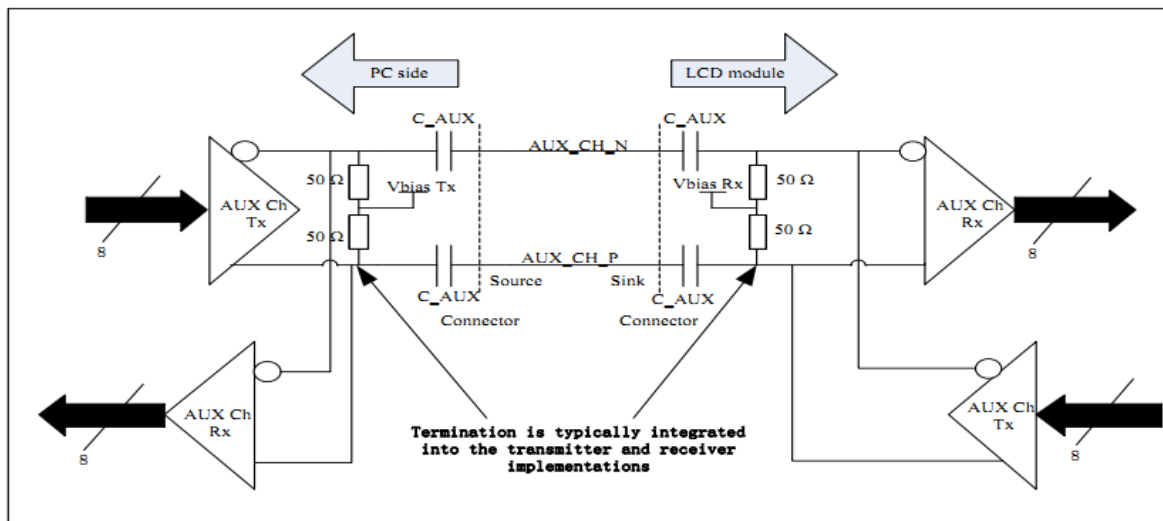 PC side
LCD module
C_AUX
C_AUX
AUX_CH_N
50 Ω
Vbias Tx
Vbias Rx
50 Ω
AUX Ch
Tx
AUX Ch
Rx
8
50 Ω
50 Ω
8
AUX_CH_P
Source
Sink
C_AUX
C_AUX
Connector
Connector
AUX Ch
Rx
AUX Ch
Tx
8
8
Termination is typically integrated
into the transmitter and receiver
implementations